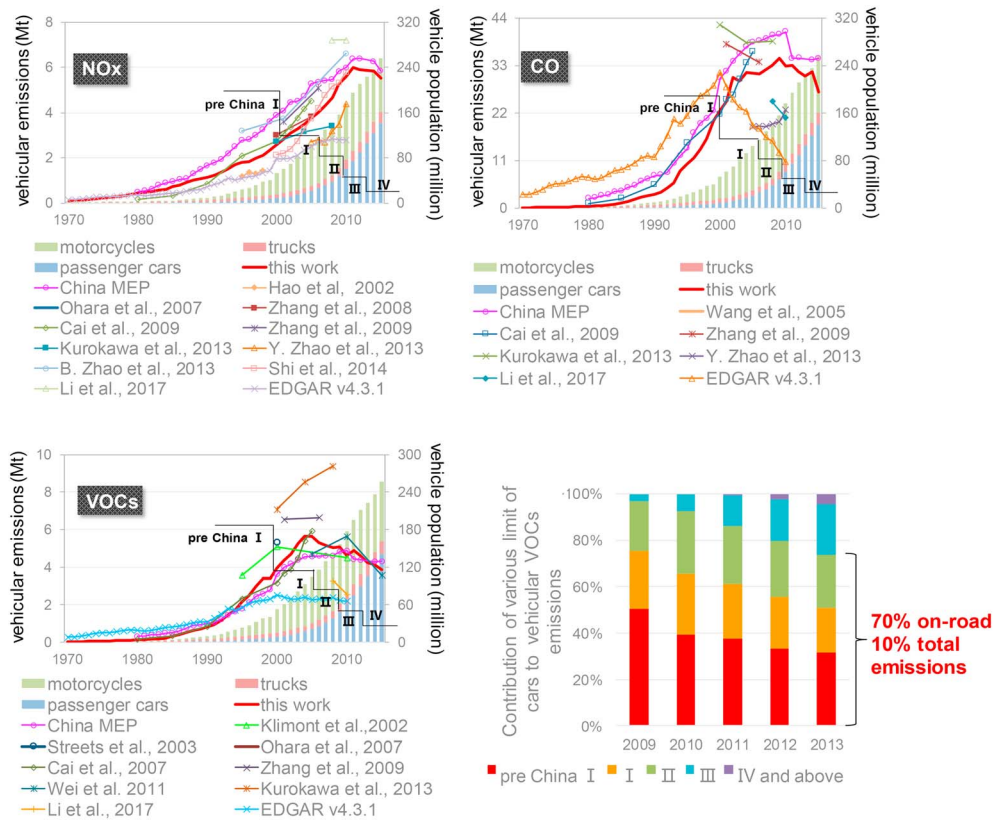 vehicular emissions (Mt)
8
6
4
2
0
NOx
pre China Ⅰ
Ⅰ
Ⅱ
Ⅲ
Ⅳ
320
240
160
80
0
vehicle population (million)
1970 1980 1990 2000 2010
motorcycles trucks
passenger cars this work
China MEP Hao et al, 2002
Ohara et al., 2007 Zhang et al., 2008
Cai et al., 2009 Zhang et al., 2009
Kurokawa et al., 2013 Y. Zhao et al., 2013
B. Zhao et al., 2013 Shi et al., 2014
Li et al., 2017 EDGAR v4.3.1
vehicular emissions (Mt)
44
33
22
11
0
CO
pre China Ⅰ
Ⅰ
Ⅱ
Ⅲ
Ⅳ
320
240
160
80
0
vehicle population (million)
1970 1980 1990 2000 2010
motorcycles trucks
passenger cars this work
China MEP Wang et al., 2005
Cai et al., 2009 Zhang et al., 2009
Kurokawa et al., 2013 Y. Zhao et al., 2013
Li et al., 2017 EDGAR v4.3.1
vehicular emissions (Mt)
10
8
6
4
2
0
VOCs
pre China Ⅰ
Ⅰ
Ⅱ
Ⅲ
Ⅳ
300
240
180
120
60
0
vehicle population (million)
1970 1980 1990 2000 2010
motorcycles trucks
passenger cars this work
China MEP Klimont et al.,2002
Streets et al., 2003 Ohara et al., 2007
Cai et al., 2007 Zhang et al., 2009
Wei et al. 2011 Kurokawa et al., 2013
Li et al., 2017 EDGAR v4.3.1
Contribution of various limit of
cars to vehicular VOCs
emissions
100%
80%
60%
40%
20%
0%
2009 2010 2011 2012 2013
pre China Ⅰ Ⅰ Ⅱ Ⅲ Ⅳ and above
70% on-road
10% total
emissions